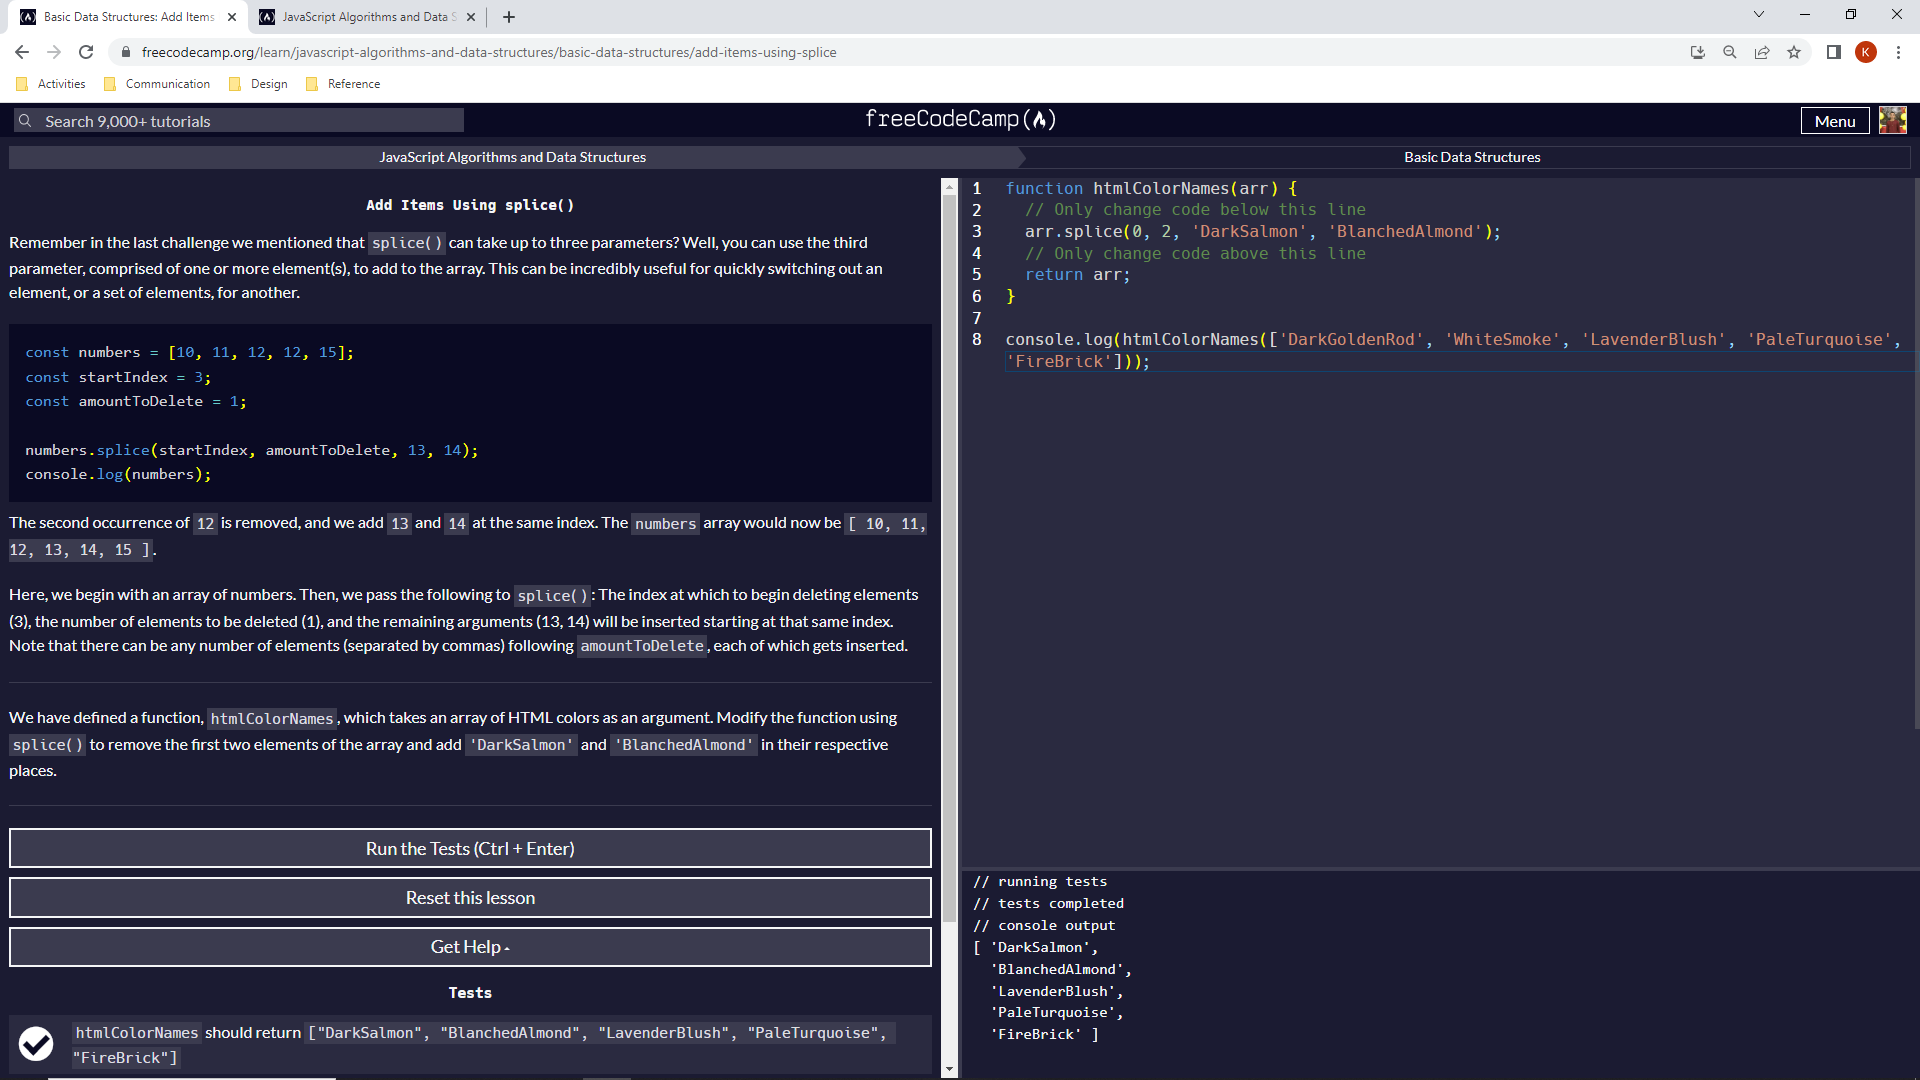 Basic Data Structures: Add Items
JavaScript Algorithms and Data S
freecodecamp.org/learn/javascript-algorithms-and-data-structures/basic-data-structures/add-items-using-splice
K
Activities
Communication
Design
Reference
Search 9,000+ tutorials
freeCodeCamp
Menu
JavaScript Algorithms and Data Structures
Basic Data Structures
Add Items Using splice()
Remember in the last challenge we mentioned that splice() can take up to three parameters? Well, you can use the third
parameter, comprised of one or more element(s), to add to the array. This can be incredibly useful for quickly switching out an
element, or a set of elements, for another.
const numbers = [10, 11, 12, 12, 15];
const startIndex = 3;
const amountToDelete = 1;
numbers.splice(startIndex, amountToDelete, 13, 14);
console.log(numbers);
The second occurrence of 12 is removed, and we add 13 and 14 at the same index. The numbers array would now be [ 10, 11,
12, 13, 14, 15 ].
Here, we begin with an array of numbers. Then, we pass the following to splice(): The index at which to begin deleting elements
(3), the number of elements to be deleted (1), and the remaining arguments (13, 14) will be inserted starting at that same index.
Note that there can be any number of elements (separated by commas) following amountToDelete, each of which gets inserted.
We have defined a function, htmlColorNames, which takes an array of HTML colors as an argument. Modify the function using
splice() to remove the first two elements of the array and add 'DarkSalmon' and 'BlanchedAlmond' in their respective
places.
Run the Tests (Ctrl + Enter)
Reset this lesson
Get Help
Tests
htmlColorNames should return ["DarkSalmon", "BlanchedAlmond", "LavenderBlush", "PaleTurquoise",
"FireBrick"]
1 function htmlColorNames(arr) {
2 // Only change code below this line
3 arr.splice(0, 2, 'DarkSalmon', 'BlanchedAlmond');
4 // Only change code above this line
5 return arr;
6 }
7
8 console.log(htmlColorNames(['DarkGoldenRod', 'WhiteSmoke', 'LavenderBlush', 'PaleTurquoise',
'FireBrick']));
// running tests
// tests completed
// console output
[ 'DarkSalmon',
'BlanchedAlmond',
'LavenderBlush',
'PaleTurquoise',
'FireBrick' ]